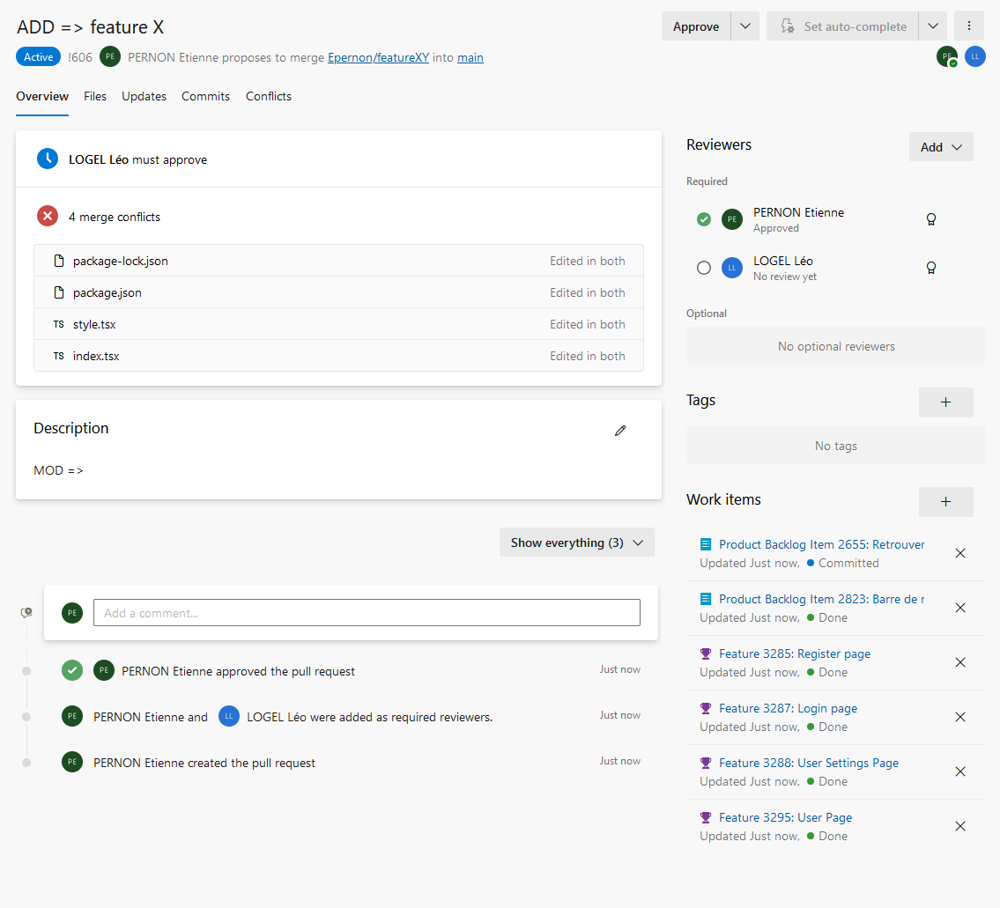 ADD => feature X
Approve
Set auto-complete
Active !606 PE PERNON Etienne proposes to merge Epernon/featureXY into main
PE LL
Overview Files Updates Commits Conflicts
LOGEL Léo must approve
4 merge conflicts
package-lock.json Edited in both
package.json Edited in both
TS style.tsx Edited in both
TS index.tsx Edited in both
Description
MOD =>
Show everything (3)
PE Add a comment...
PE PERNON Etienne approved the pull request Just now
PE PERNON Etienne and LL LOGEL Léo were added as required reviewers. Just now
PE PERNON Etienne created the pull request Just now
Reviewers Add
Required
PE PERNON Etienne
Approved
LL LOGEL Léo
No review yet
Optional
No optional reviewers
Tags
No tags
Work items
Product Backlog Item 2655: Retrouver
Updated Just now, Committed
Product Backlog Item 2823: Barre de r
Updated Just now, Done
Feature 3285: Register page
Updated Just now, Done
Feature 3287: Login page
Updated Just now, Done
Feature 3288: User Settings Page
Updated Just now, Done
Feature 3295: User Page
Updated Just now, Done